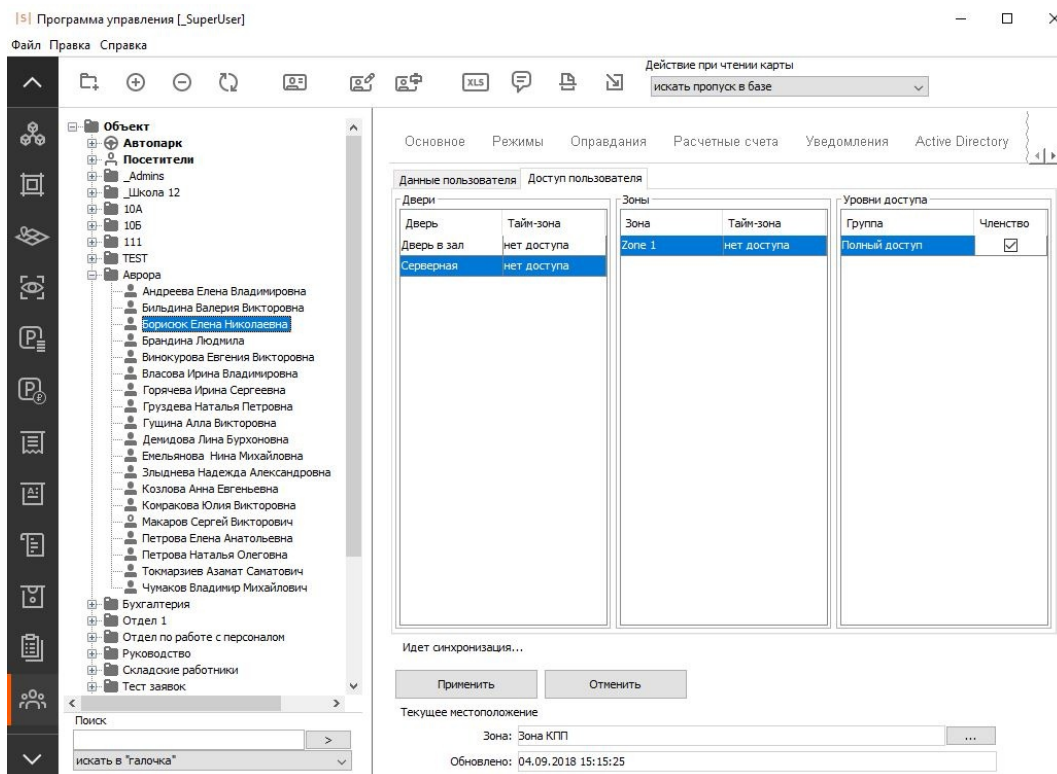 |S| Программа управления [_SuperUser]
Файл Правка Справка
Действие при чтении карты
XLS
искать пропуск в базе
Объект
Автопарк
Посетители
_Admins
_Школа 12
10А
10Б
111
TEST
Аврора
Андреева Елена Владимировна
Бильдина Валерия Викторовна
Борисюк Елена Николаевна
Брандина Людмила
Винокурова Евгения Викторовна
Власова Ирина Владимировна
Горячева Ирина Сергеевна
Груздева Наталья Петровна
Гущина Алла Викторовна
Демидова Лина Бурхоновна
Емельянова Нина Михайловна
Злыднева Надежда Александровна
Козлова Анна Евгеньевна
Комракова Юлия Викторовна
Макаров Сергей Викторович
Петрова Елена Анатольевна
Петрова Наталья Олеговна
Токмарзиев Азамат Саматович
Чумаков Владимир Михайлович
Бухгалтерия
Отдел 1
Отдел по работе с персоналом
Руководство
Складские работники
Тест заявок
Поиск
>
искать в "галочка"
Основное Режимы Оправдания Расчетные счета Уведомления Active Directory
Данные пользователя Доступ пользователя
Двери Зоны Уровни доступа
Дверь Тайм-зона Зона Тайм-зона Группа Членство
Дверь в зал нет доступа Zone 1 нет доступа Полный доступ
Серверная нет доступа
Идет синхронизация...
Применить Отменить
Текущее местоположение
Зона: Зона КПП ...
Обновлено: 04.09.2018 15:15:25